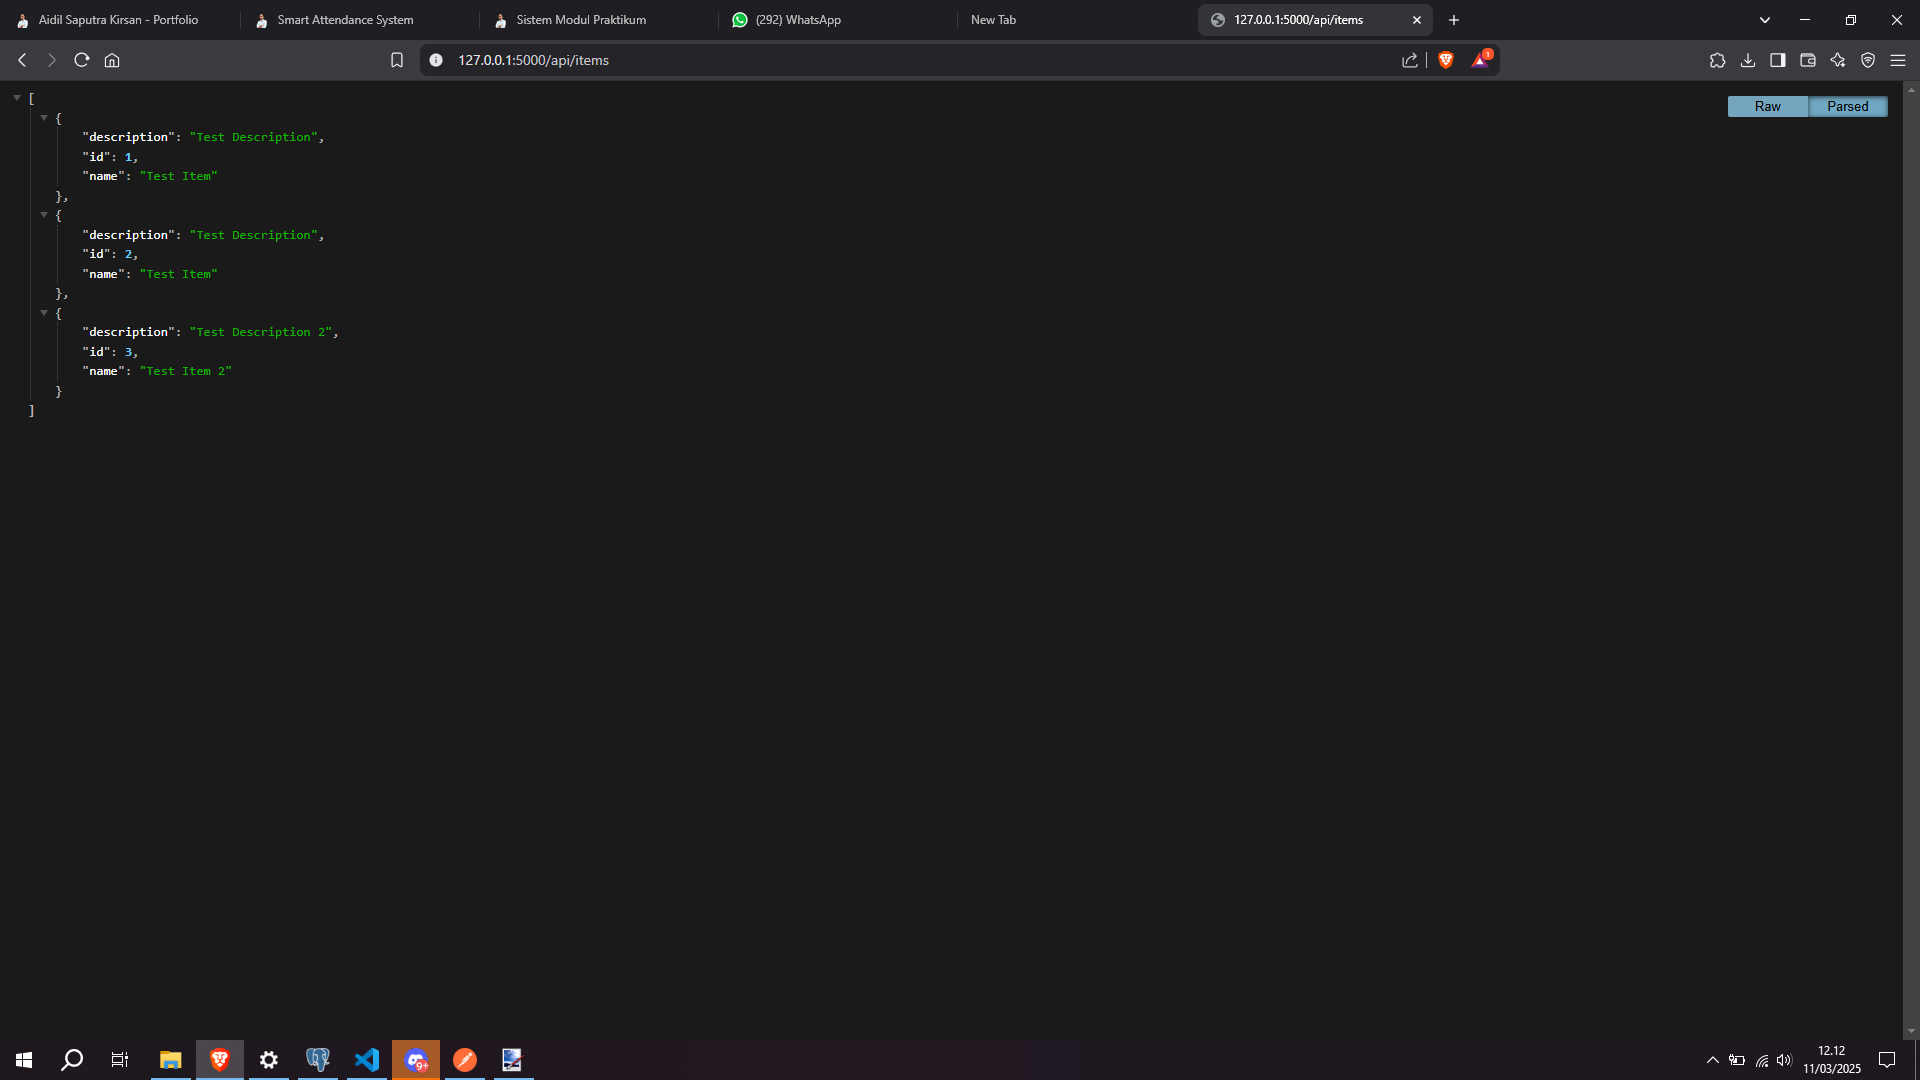 Aidil Saputra Kirsan - Portfolio
Smart Attendance System
Sistem Modul Praktikum
(292) WhatsApp
New Tab
127.0.0.1:5000/api/items
127.0.0.1:5000/api/items
1
Raw
Parsed
[
{
"description": "Test Description",
"id": 1,
"name": "Test Item"
},
{
"description": "Test Description",
"id": 2,
"name": "Test Item"
},
{
"description": "Test Description 2",
"id": 3,
"name": "Test Item 2"
}
]
9+
12.12
11/03/2025